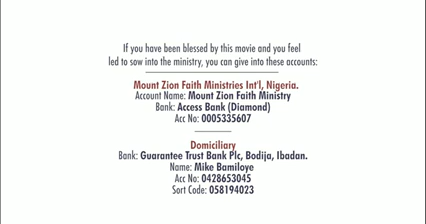 If you have been blessed by this movie and you feel
led to sow into the ministry, you can give into these accounts:
Mount Zion Faith Ministries Int'l, Nigeria.
Account Name: Mount Zion Faith Ministry
Bank: Access Bank (Diamond)
Acc No: 0005335607
Domiciliary
Bank: Guarantee Trust Bank Plc, Bodija, Ibadan.
Name: Mike Bamiloye
Acc No: 0428653045
Sort Code: 058194023